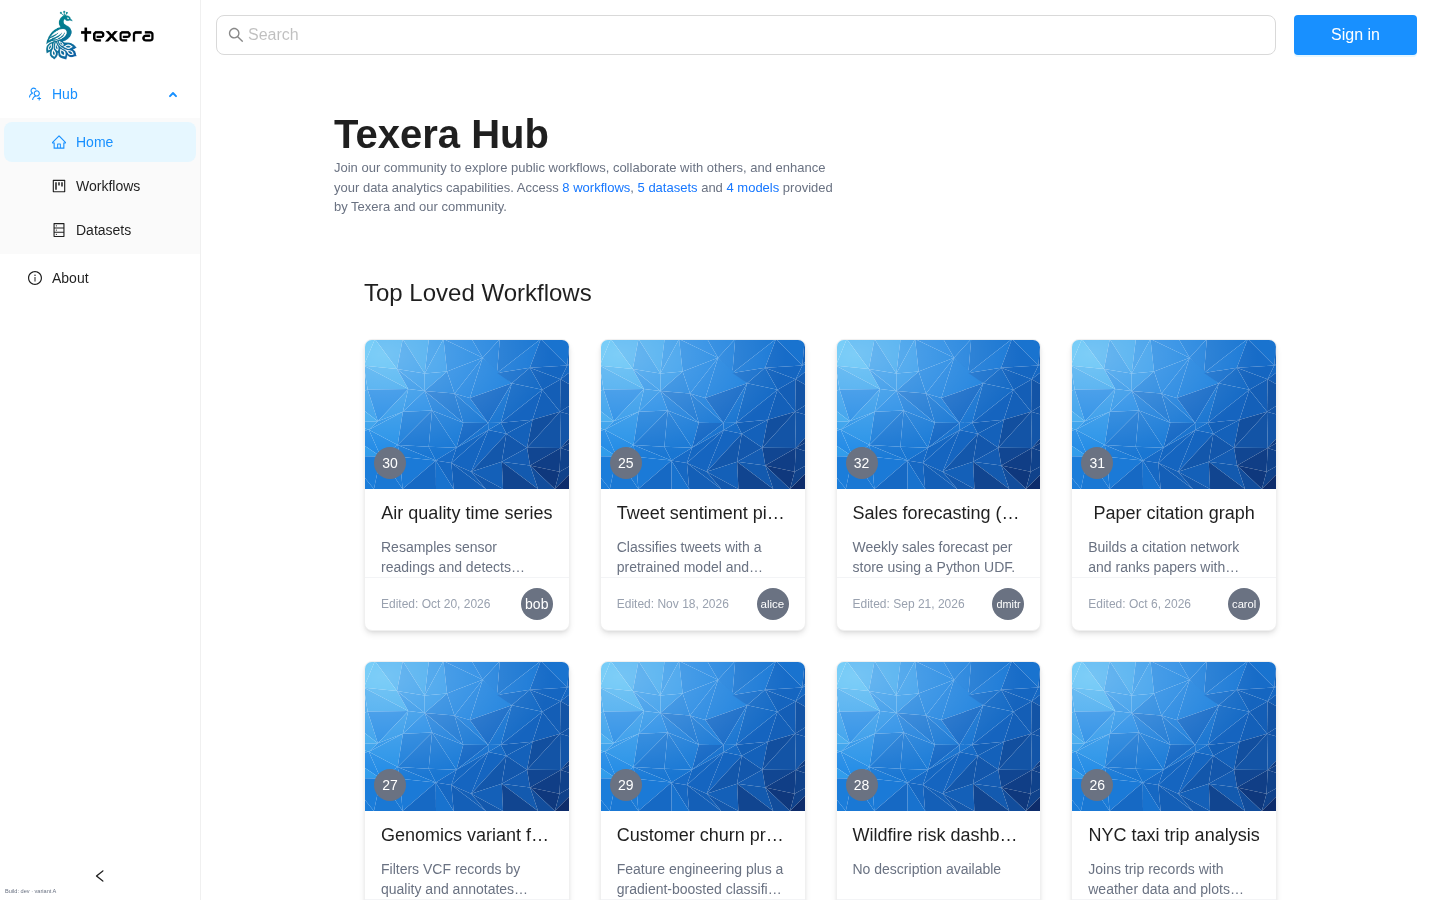 texera
Search
Sign in
Hub
Home
Workflows
Datasets
About
Texera Hub
Join our community to explore public workflows, collaborate with others, and enhance
your data analytics capabilities. Access 8 workflows, 5 datasets and 4 models provided
by Texera and our community.
Top Loved Workflows
30
25
32
31
Air quality time series
Tweet sentiment pi…
Sales forecasting (…
Paper citation graph
Resamples sensor
readings and detects…
Classifies tweets with a
pretrained model and…
Weekly sales forecast per
store using a Python UDF.
Builds a citation network
and ranks papers with…
Edited: Oct 20, 2026
bob
Edited: Nov 18, 2026
alice
Edited: Sep 21, 2026
dmitr
Edited: Oct 6, 2026
carol
27
29
28
26
Genomics variant f…
Customer churn pr…
Wildfire risk dashb…
NYC taxi trip analysis
Filters VCF records by
quality and annotates…
Feature engineering plus a
gradient-boosted classifi…
No description available
Joins trip records with
weather data and plots…
Build: dev · variant A